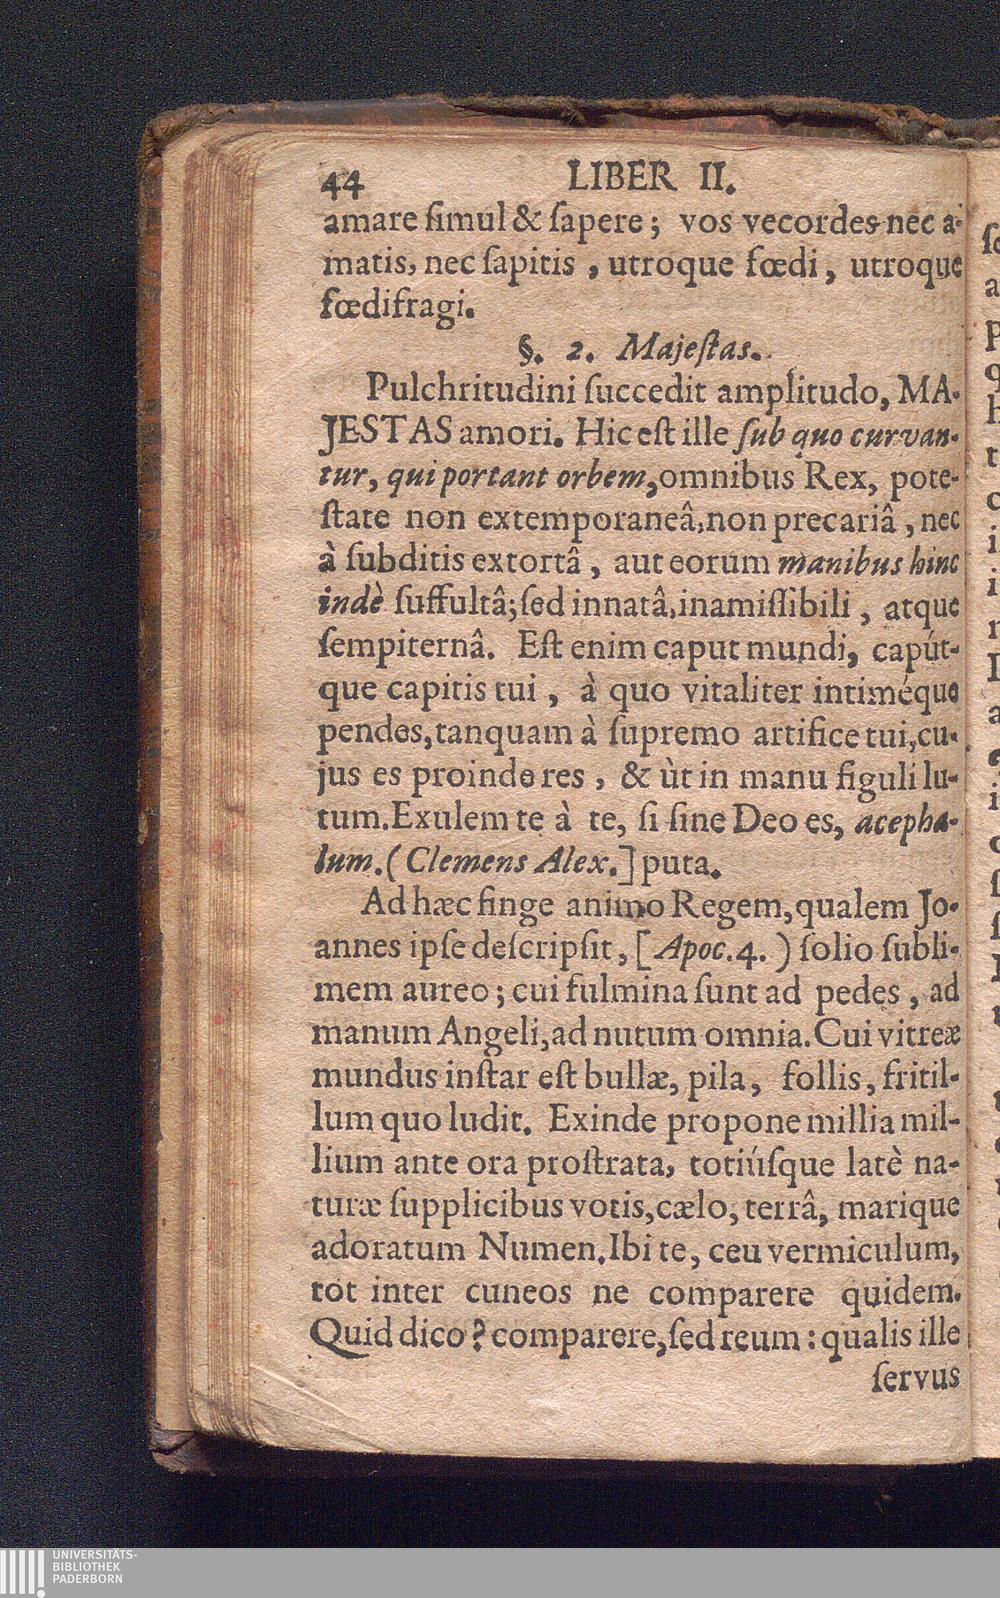 44 LIBER II.
amare ſimul & ſapere; vos vecordes nec a-
matis, nec ſapitis, utroque fœdi, utroque
fœdifragi.
§. 2. Majeſtas.
Pulchritudini ſuccedit amplitudo, MA-
JESTAS amori. Hic eſt ille ſub quo curvan-
tur, qui portant orbem, omnibus Rex, pote-
ſtate non extemporaneâ, non precariâ, nec
à ſubditis extortâ, aut eorum manibus hinc
indè ſuffultâ; ſed innatâ, inamiſſibili, atque
ſempiternâ. Eſt enim caput mundi, capút-
que capitis tui, à quo vitaliter intiméque
pendes, tanquam à ſupremo artifice tui, cu-
jus es proinde res, & ùt in manu figuli lu-
tum. Exulem te à te, ſi ſine Deo es, acepha-
lum. (Clemens Alex.] puta.
Ad hæc finge animo Regem, qualem Jo-
annes ipſe deſcripſit, [Apoc. 4.) ſolio ſubli-
mem aureo; cui fulmina ſunt ad pedes, ad
manum Angeli, ad nutum omnia. Cui vitreæ
mundus inſtar eſt bullæ, pila, follis, fritil-
lum quo ludit. Exinde propone millia mil-
lium ante ora proſtrata, totiúſque latè na-
turæ ſupplicibus votis, cælo, terrâ, marique
adoratum Numen. Ibi te, ceu vermiculum,
tot inter cuneos ne comparere quidem.
Quid dico? comparere, ſed reum: qualis ille
ſervus
UNIVERSITÄTS-
BIBLIOTHEK
PADERBORN